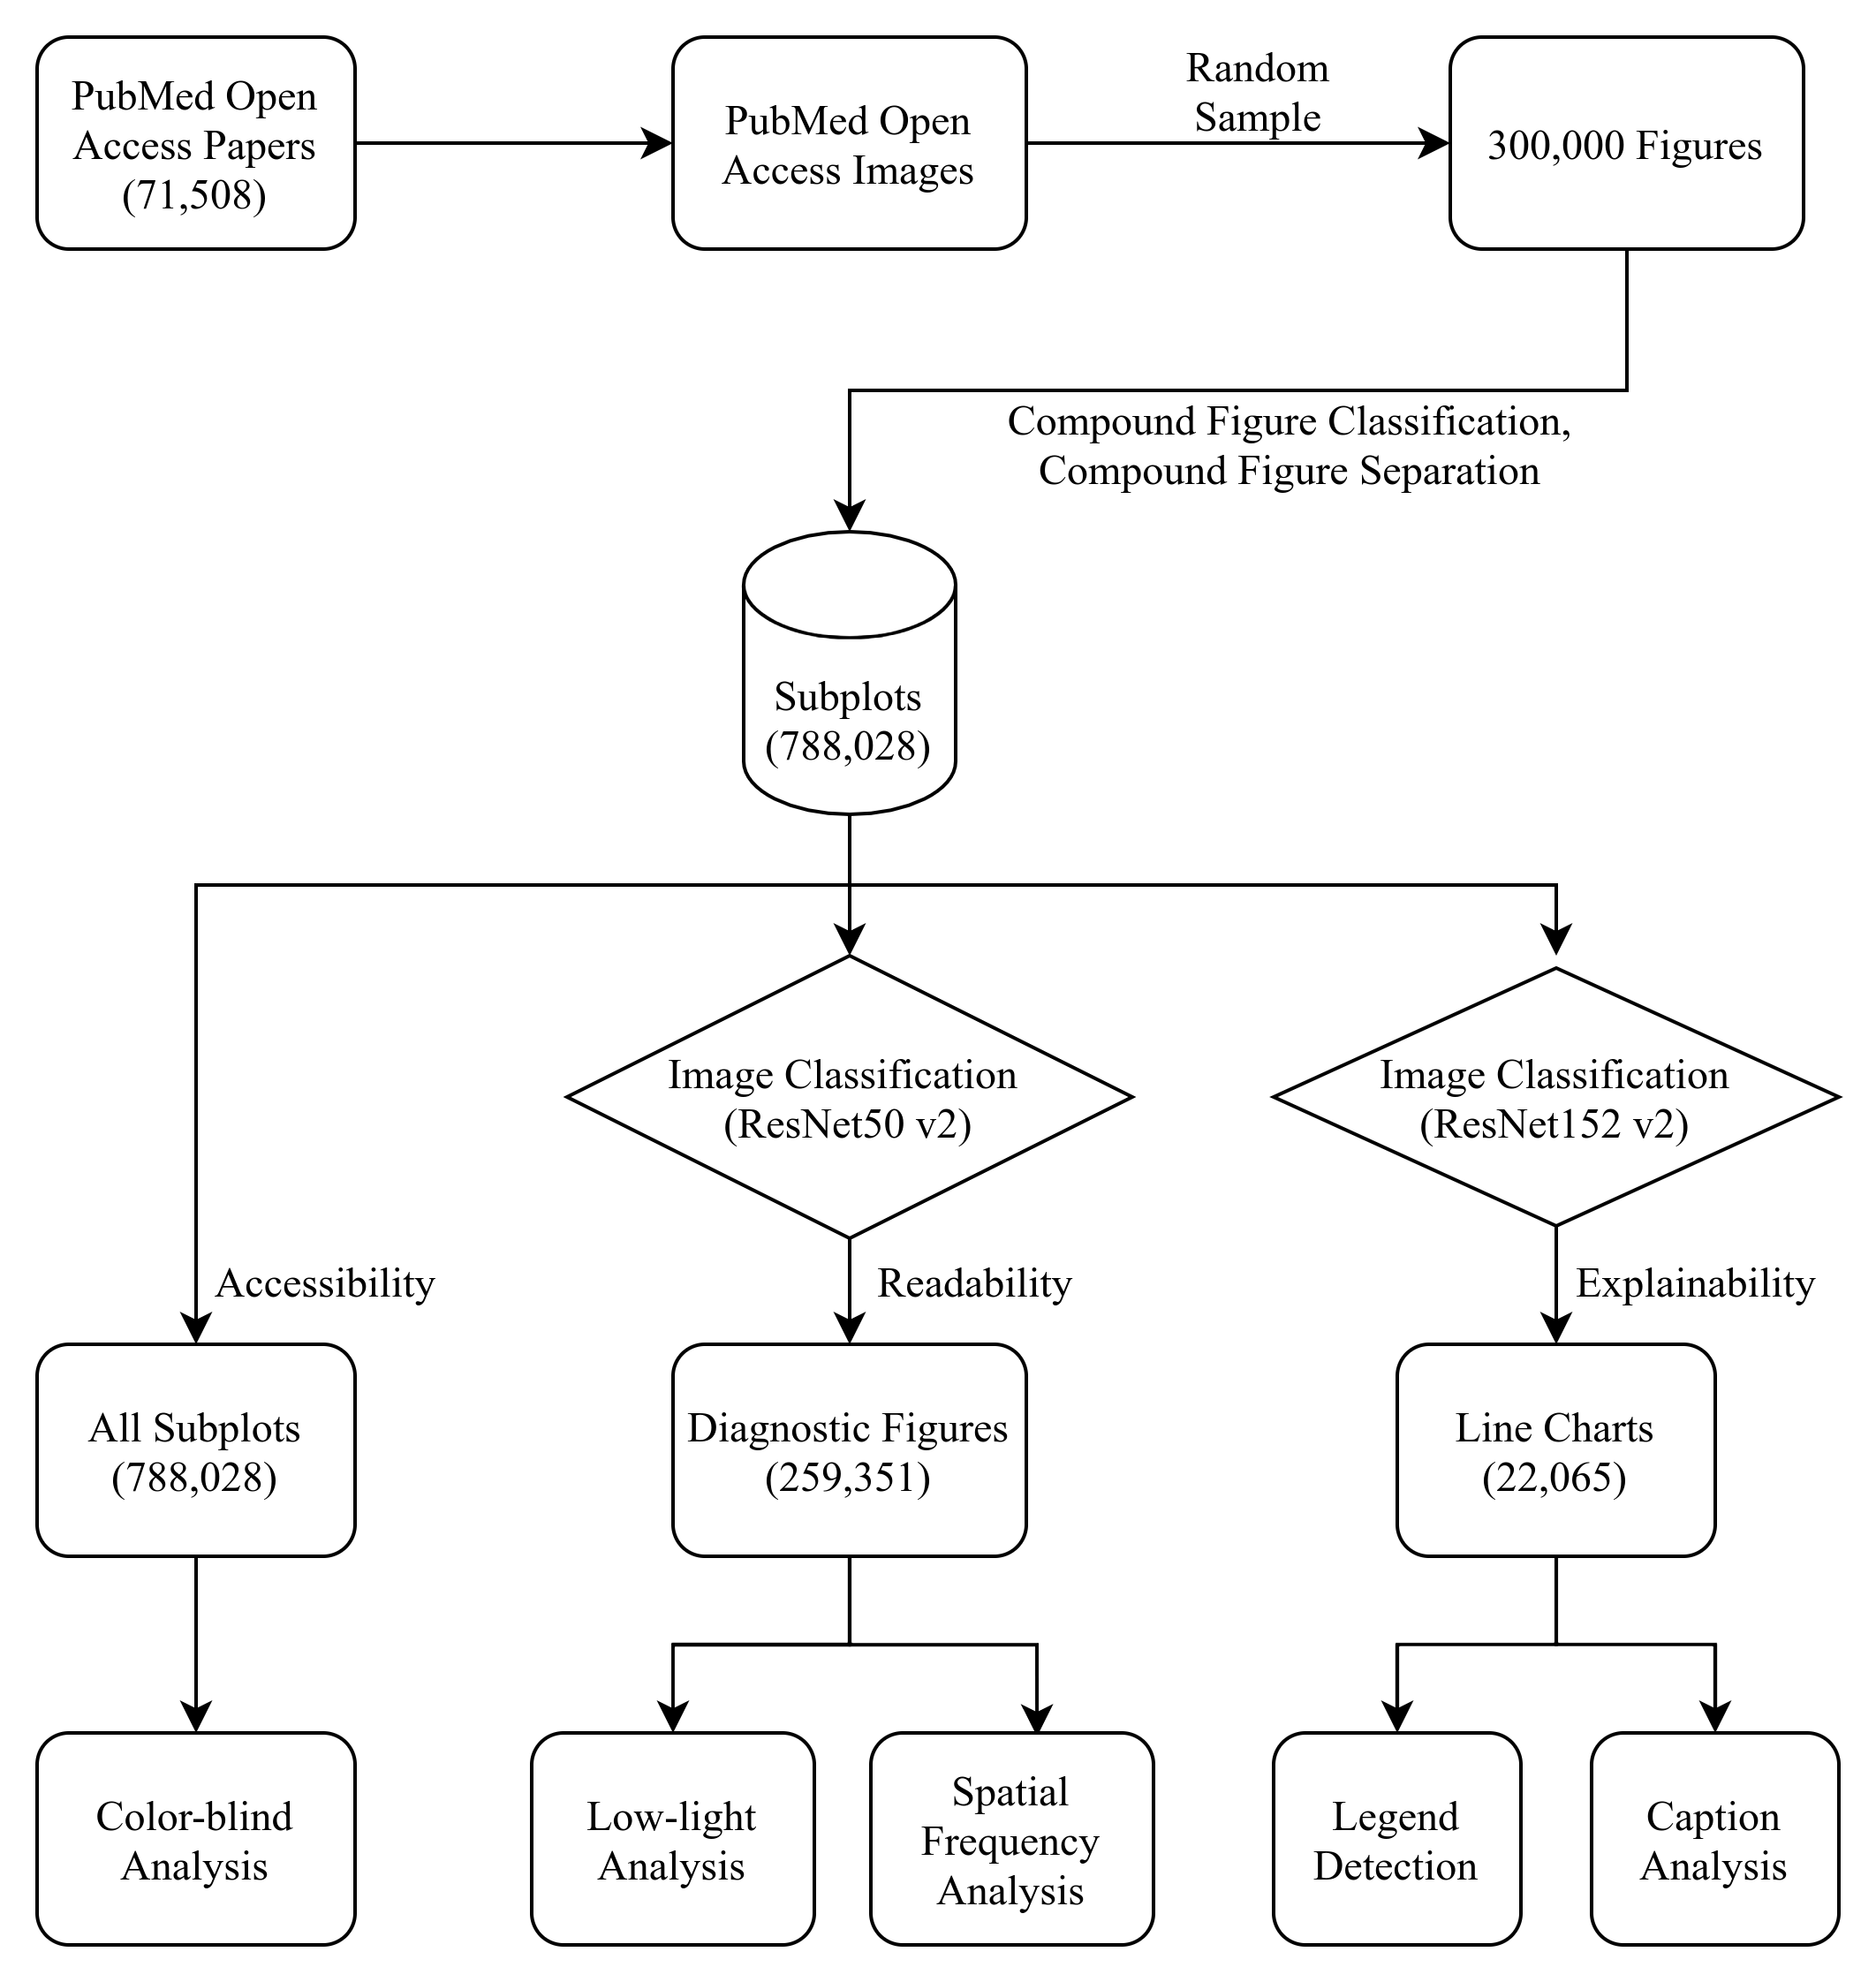 PubMed Open
Access Papers
(71,508)
PubMed Open
Access Images
Random
Sample
300,000 Figures
Compound Figure Classification,
Compound Figure Separation
Subplots
(788,028)
Image Classification
(ResNet50 v2)
Image Classification
(ResNet152 v2)
Accessibility
Readability
Explainability
All Subplots
(788,028)
Diagnostic Figures
(259,351)
Line Charts
(22,065)
Color-blind
Analysis
Low-light
Analysis
Spatial
Frequency
Analysis
Legend
Detection
Caption
Analysis